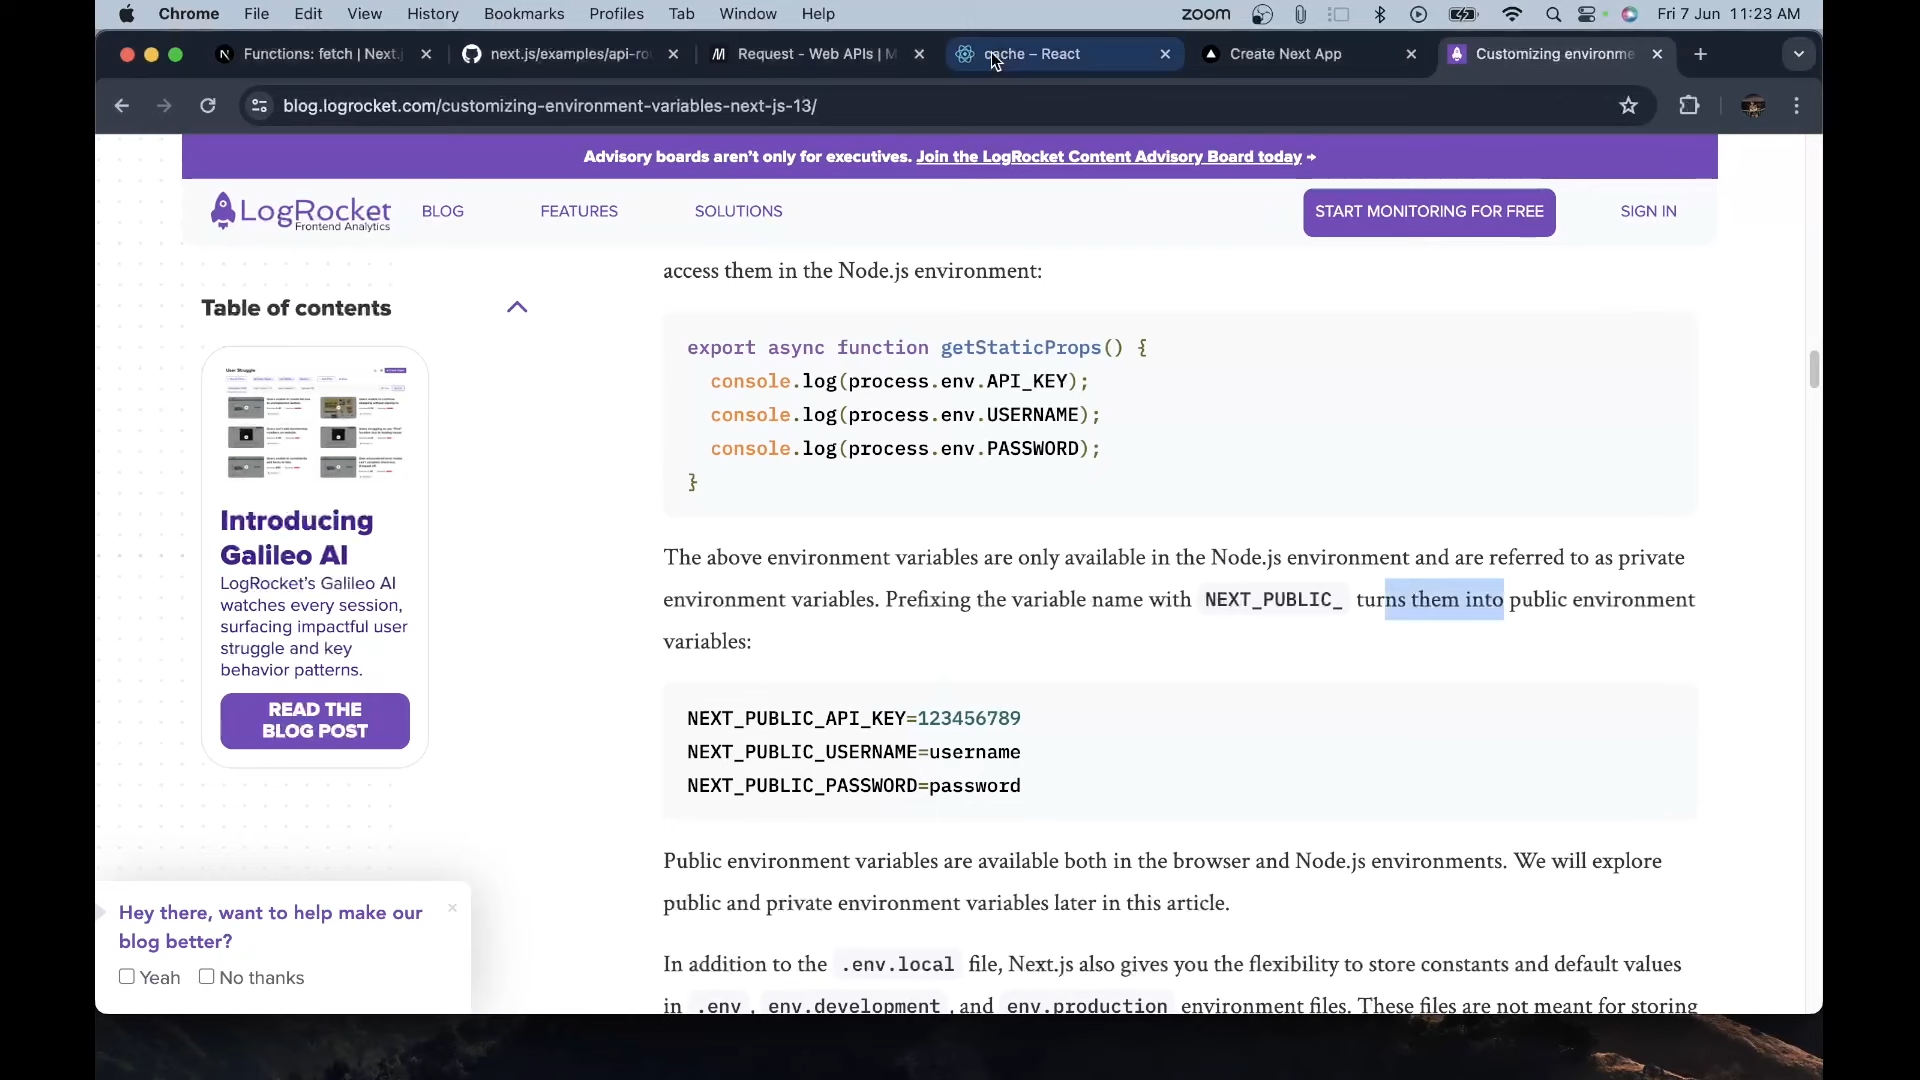 Chrome File Edit View History Bookmarks Profiles Tab Window Help zoom Fri 7 Jun 11:23 AM
Functions: fetch | Next.j next.js/examples/api-ro Request - Web APIs | M cache – React Create Next App Customizing environme
blog.logrocket.com/customizing-environment-variables-next-js-13/
Advisory boards aren’t only for executives. Join the LogRocket Content Advisory Board today →
LogRocket
Frontend Analytics
BLOG FEATURES SOLUTIONS START MONITORING FOR FREE SIGN IN
access them in the Node.js environment:
Table of contents
export async function getStaticProps() {
console.log(process.env.API_KEY);
console.log(process.env.USERNAME);
console.log(process.env.PASSWORD);
}
User Struggle
Introducing
Galileo AI
LogRocket’s Galileo AI
watches every session,
surfacing impactful user
struggle and key
behavior patterns.
READ THE
BLOG POST
The above environment variables are only available in the Node.js environment and are referred to as private
environment variables. Prefixing the variable name with NEXT_PUBLIC_ turns them into public environment
variables:
NEXT_PUBLIC_API_KEY=123456789
NEXT_PUBLIC_USERNAME=username
NEXT_PUBLIC_PASSWORD=password
Public environment variables are available both in the browser and Node.js environments. We will explore
public and private environment variables later in this article.
In addition to the .env.local file, Next.js also gives you the flexibility to store constants and default values
in .env, env.development, and env.production environment files. These files are not meant for storing
Hey there, want to help make our
blog better?
Yeah No thanks